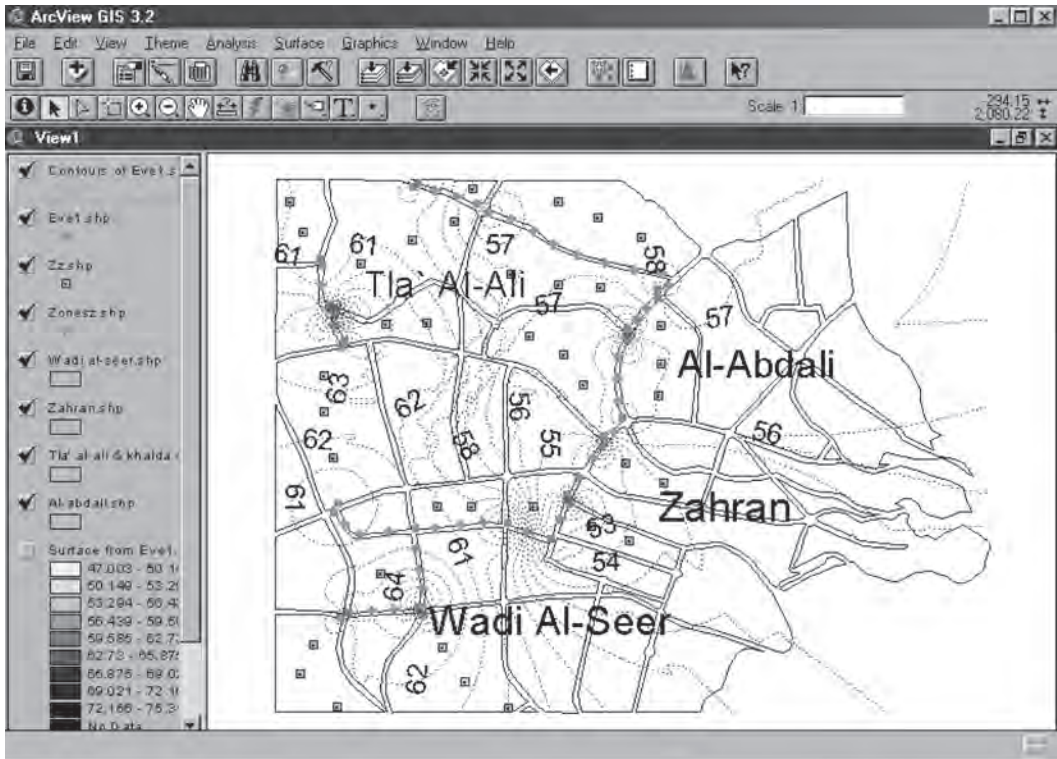 ArcView GIS 3.2
File Edit View Theme Analysis Surface Graphics Window Help
Scale 1:
294.15
2,080.22
View1
Contours of Eve1.s
Eve1.shp
Zz.shp
Zonesz.shp
Wadi al-seer.shp
Zahran.shp
Tla' al-ali & khalda
Al-abdali.shp
Surface from Eve1.
47.003 - 50.1
50.149 - 53.2
53.294 - 56.4
56.439 - 59.5
59.585 - 62.7
62.73 - 65.875
65.875 - 69.0
69.021 - 72.1
72.166 - 75.3
No Data
61
61
57
58
Tla` Al-Ali
57
57
Al-Abdali
63
62
56
62
58
55
56
61
Zahran
53
61
54
64
Wadi Al-Seer
62